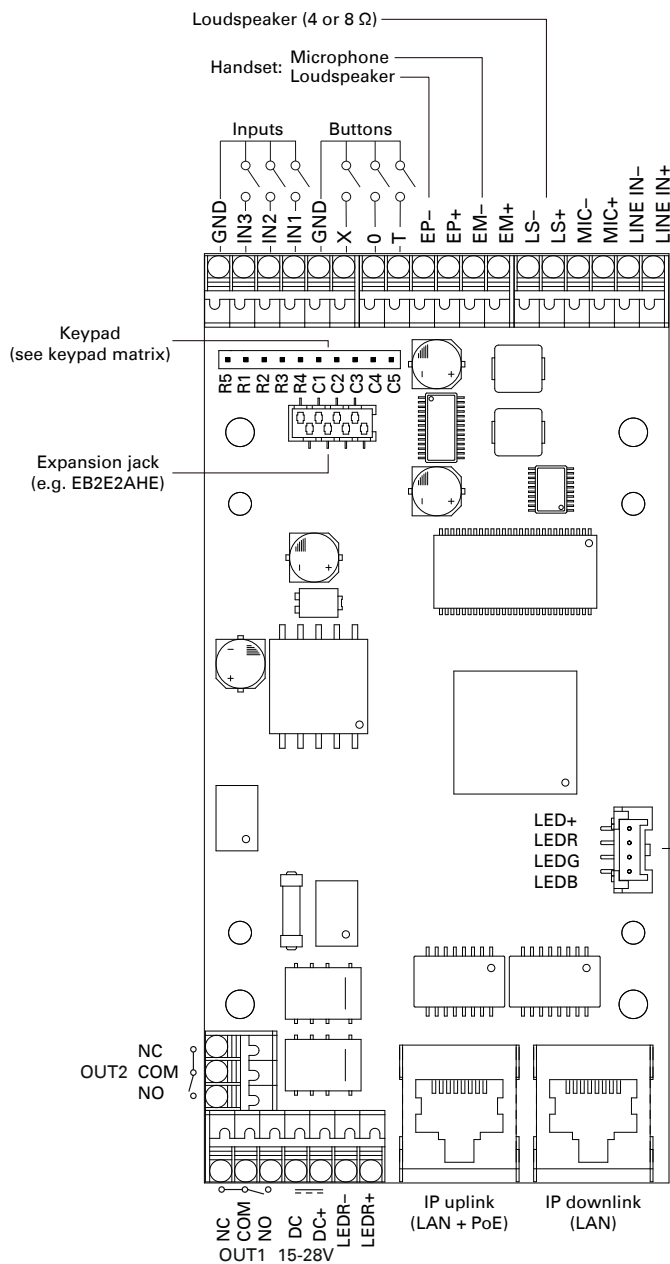 Loudspeaker (4 or 8 Ω)
Handset: Microphone
Loudspeaker
Inputs
Buttons
GND
IN3
IN2
IN1
GND
X
0
T
EP–
EP+
EM–
EM+
LS–
LS+
MIC–
MIC+
LINE IN–
LINE IN+
Keypad
(see keypad matrix)
R5
R1
R2
R3
R4
C1
C2
C3
C4
C5
Expansion jack
(e.g. EB2E2AHE)
LED+
LEDR
LEDG
LEDB
NC
OUT2 COM
NO
NC
COM
NO
DC
DC+
LEDR–
LEDR+
OUT1 15-28V
IP uplink
(LAN + PoE)
IP downlink
(LAN)